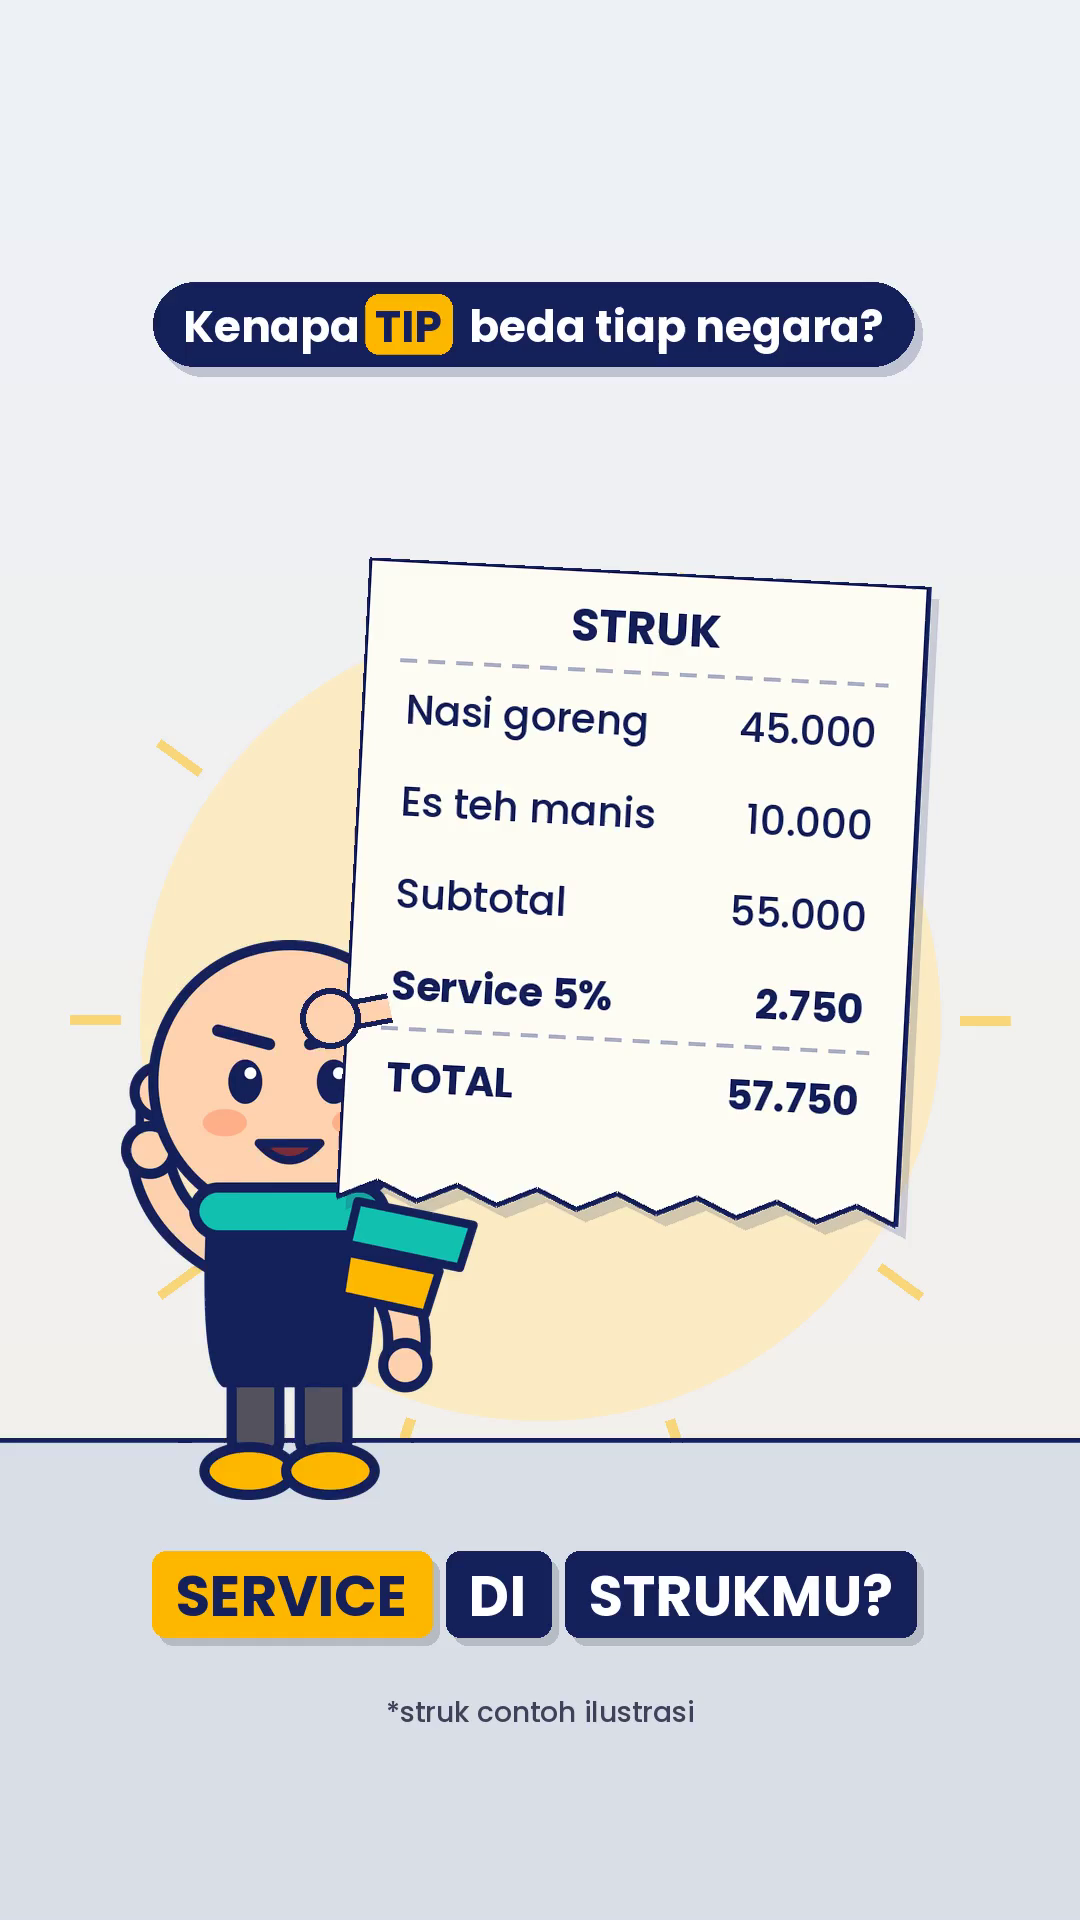 Kenapa TIP beda tiap negara?
STRUK
Nasi goreng 45.000
Es teh manis 10.000
Subtotal 55.000
Service 5% 2.750
TOTAL 57.750
SERVICE DI STRUKMU?
*struk contoh ilustrasi